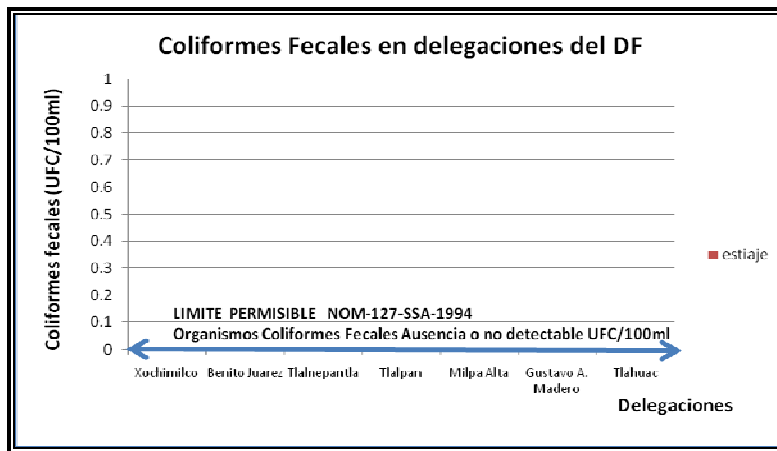 Coliformes Fecales en delegaciones del DF
Coliformes fecales (UFC/100ml)
1
0.9
0.8
0.7
0.6
0.5
0.4
0.3
0.2
0.1
0
LIMITE PERMISIBLE NOM-127-SSA-1994
Organismos Coliformes Fecales Ausencia o no detectable UFC/100ml
estiaje
Xochimilco Benito Juarez Tlalnepantla Tlalpan Milpa Alta Gustavo A. Madero Tlahuac
Delegaciones